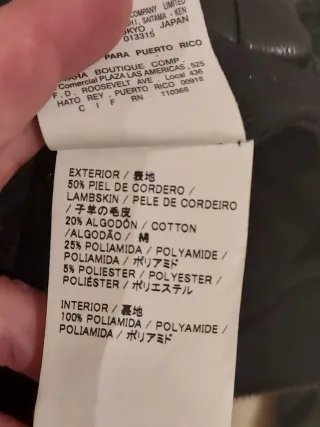 COMPANY LIMITED
SAITAMA - KEN
TOKYO JAPAN
013315
PARA PUERTO RICO
BOUTIQUE COMP.
Comercial PLAZA LAS AMERICAS, 525
F.D. ROOSEVELT AVE. Local 436
HATO REY. PUERTO RICO 00918
C I F RN 110368
EXTERIOR / 表地
50% PIEL DE CORDERO /
LAMBSKIN / PELE DE CORDEIRO
/ 子羊の毛皮
20% ALGODÓN / COTTON
/ALGODÃO / 綿
25% POLIAMIDA / POLYAMIDE /
POLIAMIDA / ポリアミド
5% POLIESTER / POLYESTER /
POLIÉSTER / ポリエステル
INTERIOR / 裏地
100% POLIAMIDA / POLYAMIDE /
POLIAMIDA / ポリアミド